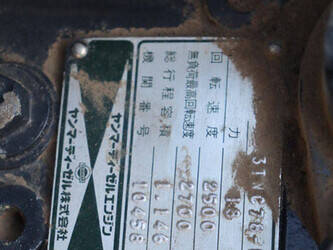 3TNC78
力 18
回転速度 2500
無負荷最高回転速度 2700
総行程容積 1.146
機関番号 10458
ヤンマーディーゼルエンジン
ヤンマーディーゼル株式会社